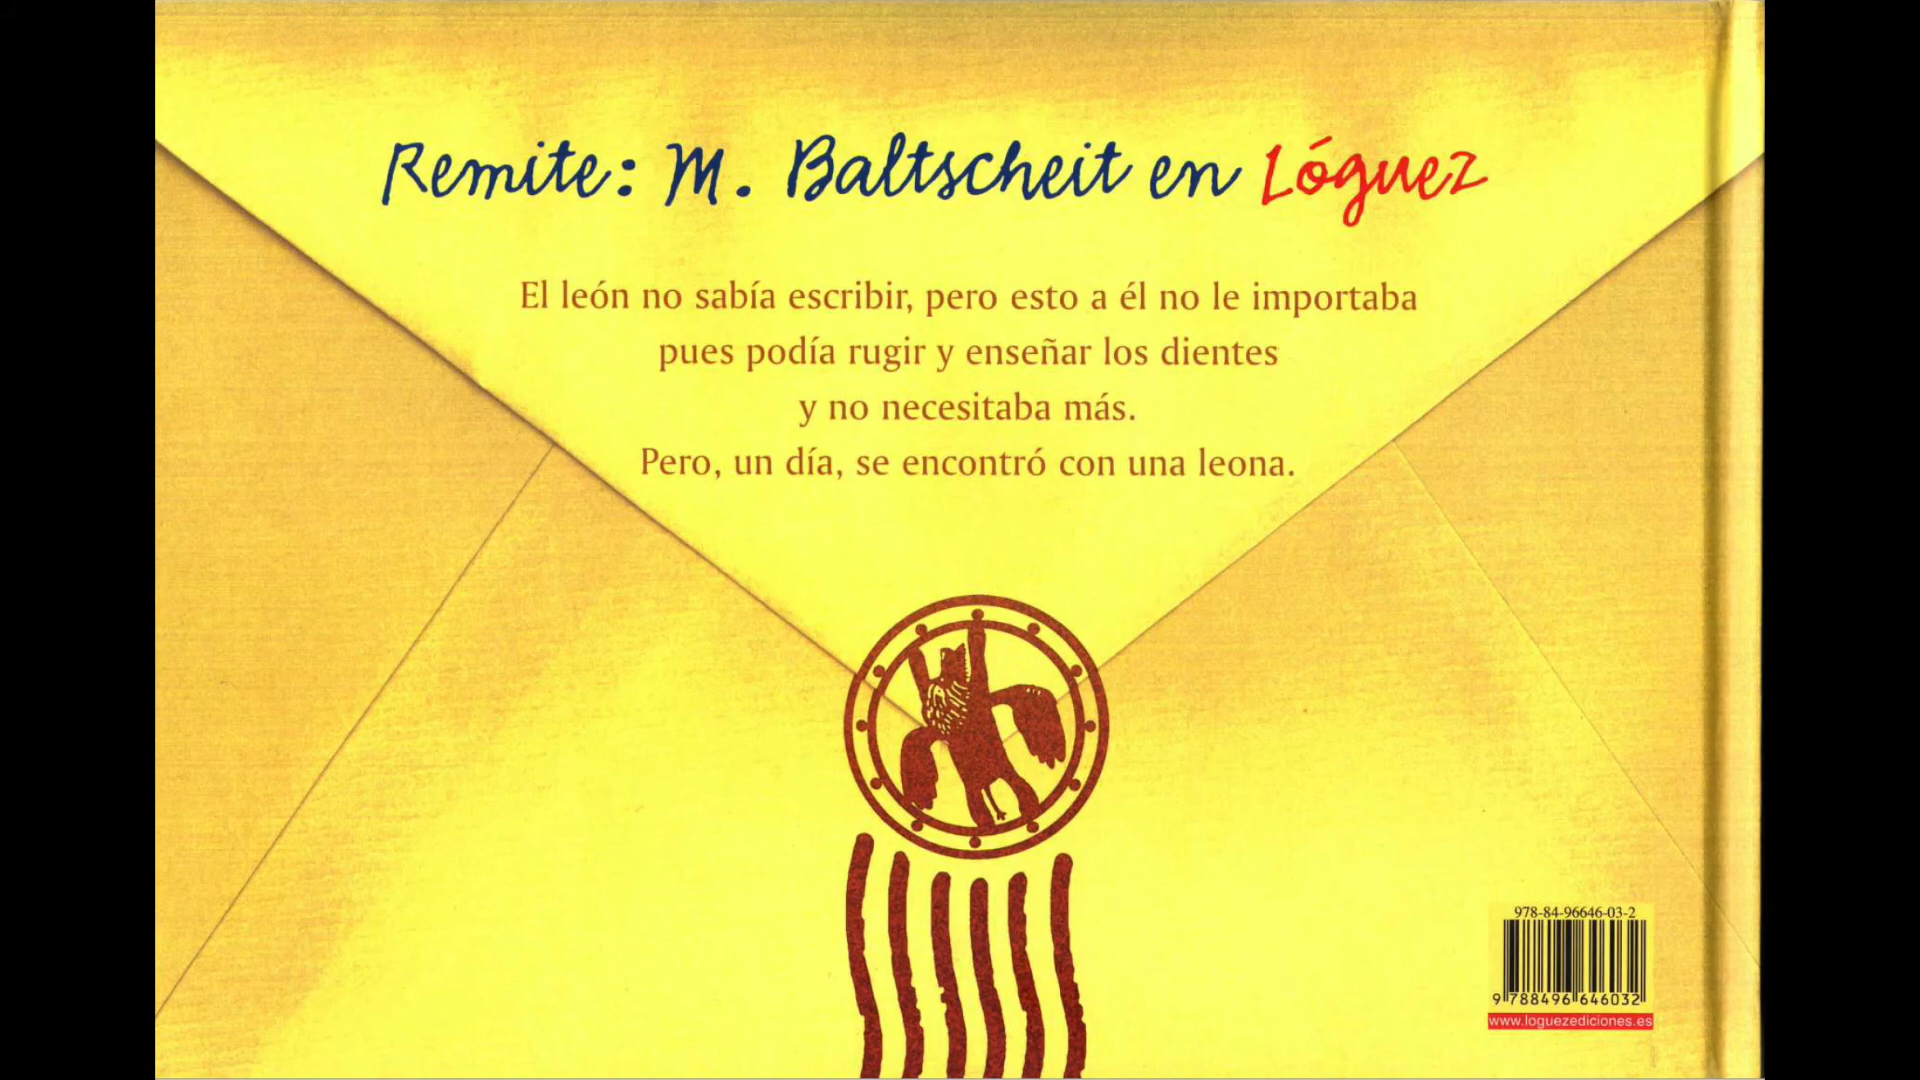 Remite: M. Baltscheit en Lóguez
El león no sabía escribir, pero esto a él no le importaba
pues podía rugir y enseñar los dientes
y no necesitaba más.
Pero, un día, se encontró con una leona.
978-84-96646-03-2
9 788496 646032
www.loguezediciones.es